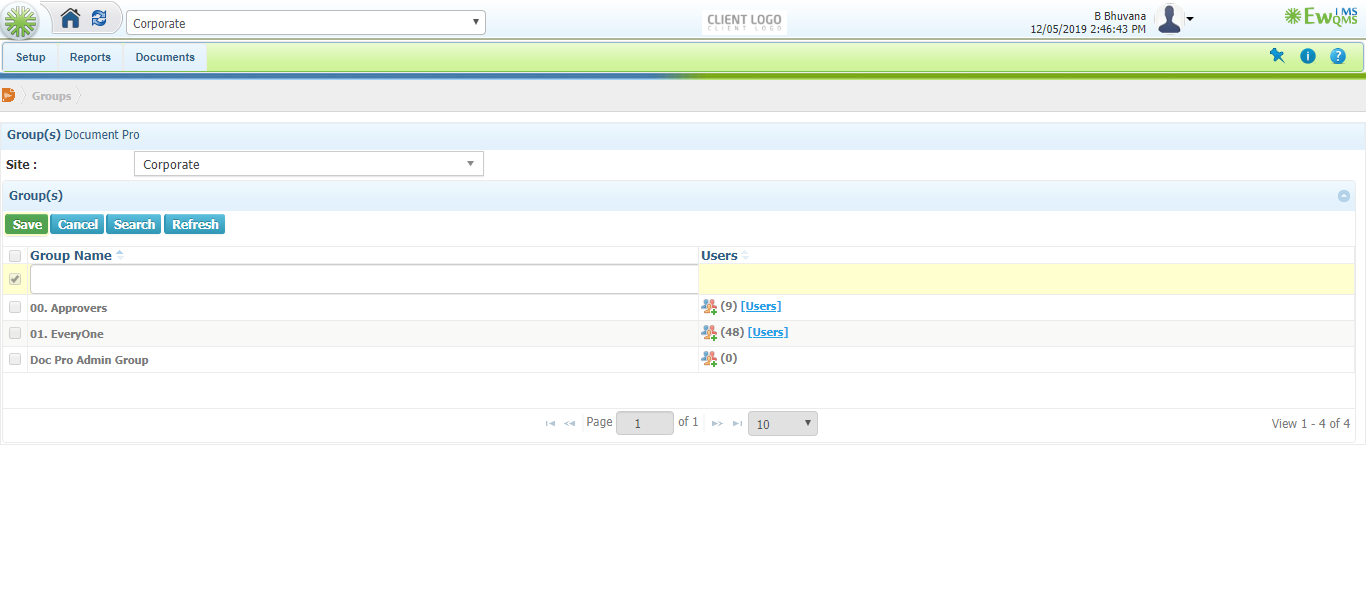 Corporate
CLIENT LOGO
CLIENT LOGO
B Bhuvana
12/05/2019 2:46:43 PM
EwQMS
iMS
Setup Reports Documents
Groups
Group(s) Document Pro
Site : Corporate
Group(s)
Save Cancel Search Refresh
Group Name Users
00. Approvers (9) [Users]
01. EveryOne (48) [Users]
Doc Pro Admin Group (0)
Page 1 of 1 10 View 1 - 4 of 4